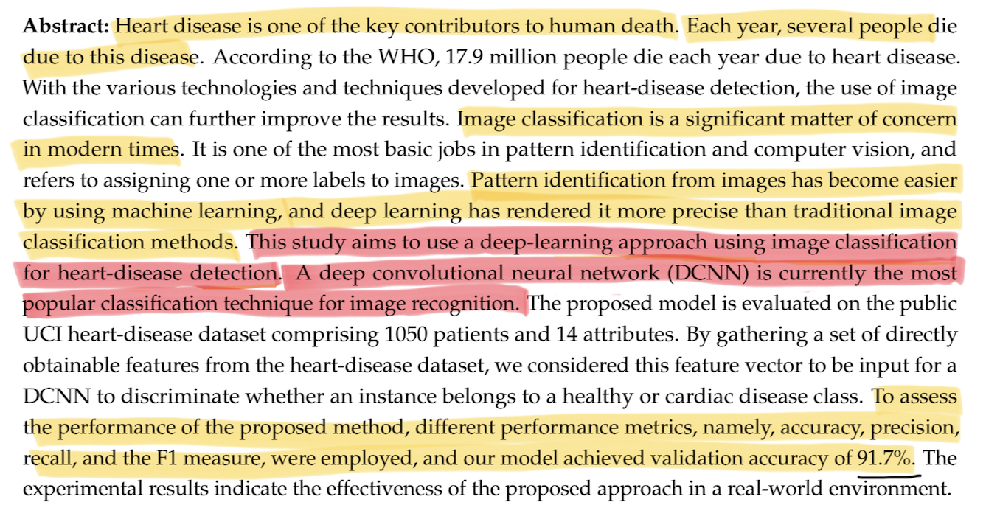 Abstract: Heart disease is one of the key contributors to human death. Each year, several people die
due to this disease. According to the WHO, 17.9 million people die each year due to heart disease.
With the various technologies and techniques developed for heart-disease detection, the use of image
classification can further improve the results. Image classification is a significant matter of concern
in modern times. It is one of the most basic jobs in pattern identification and computer vision, and
refers to assigning one or more labels to images. Pattern identification from images has become easier
by using machine learning, and deep learning has rendered it more precise than traditional image
classification methods. This study aims to use a deep-learning approach using image classification
for heart-disease detection. A deep convolutional neural network (DCNN) is currently the most
popular classification technique for image recognition. The proposed model is evaluated on the public
UCI heart-disease dataset comprising 1050 patients and 14 attributes. By gathering a set of directly
obtainable features from the heart-disease dataset, we considered this feature vector to be input for a
DCNN to discriminate whether an instance belongs to a healthy or cardiac disease class. To assess
the performance of the proposed method, different performance metrics, namely, accuracy, precision,
recall, and the F1 measure, were employed, and our model achieved validation accuracy of 91.7%. The
experimental results indicate the effectiveness of the proposed approach in a real-world environment.